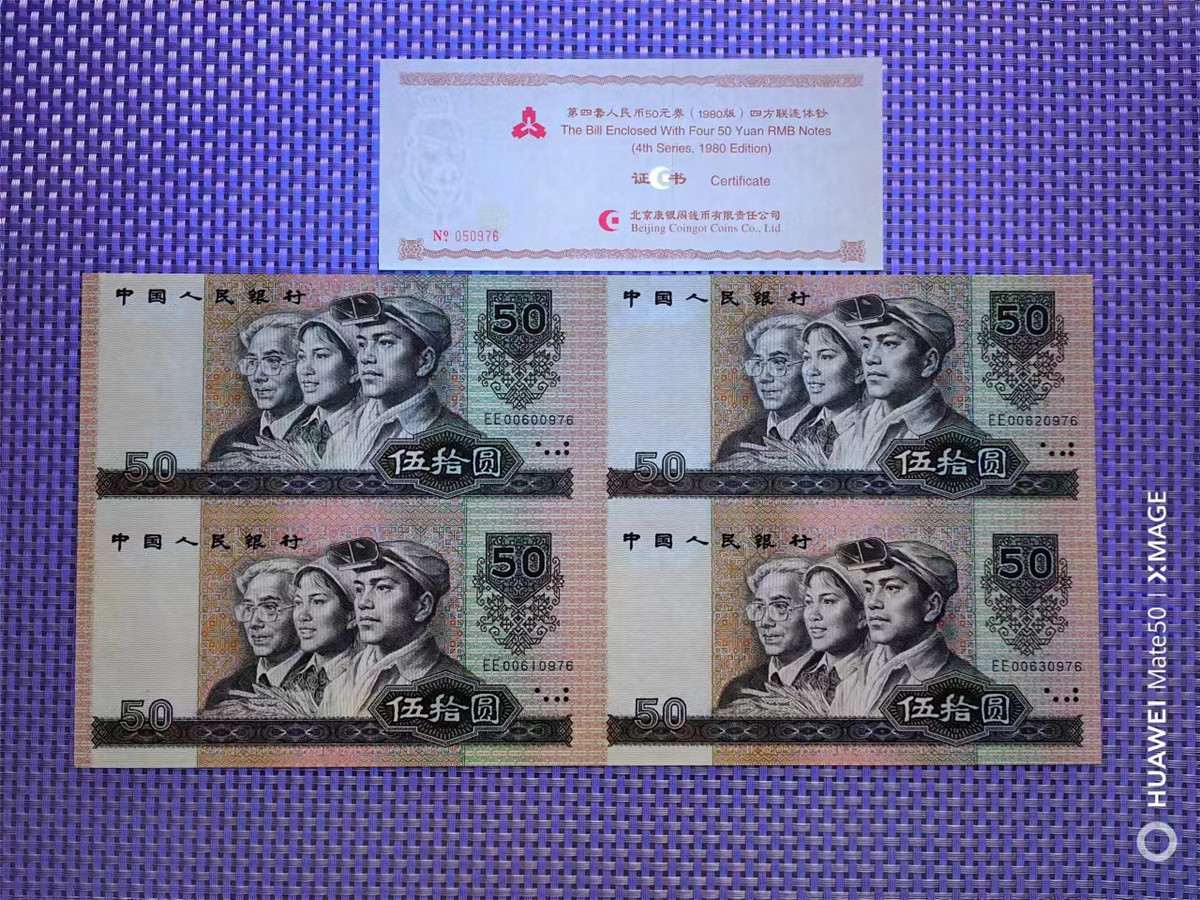 第四套人民币50元券（1980版）四方联连体钞
The Bill Enclosed With Four 50 Yuan RMB Notes
(4th Series, 1980 Edition)
证书 Certificate
北京康银阁钱币有限责任公司
Beijing Coingot Coins Co., Ltd
No. 050976
中国人民银行
50
EE00600976
50
伍拾圆
中国人民银行
50
EE00620976
50
伍拾圆
中国人民银行
50
EE00610976
50
伍拾圆
中国人民银行
50
EE00630976
50
伍拾圆
HUAWEI Mate50 | XMAGE